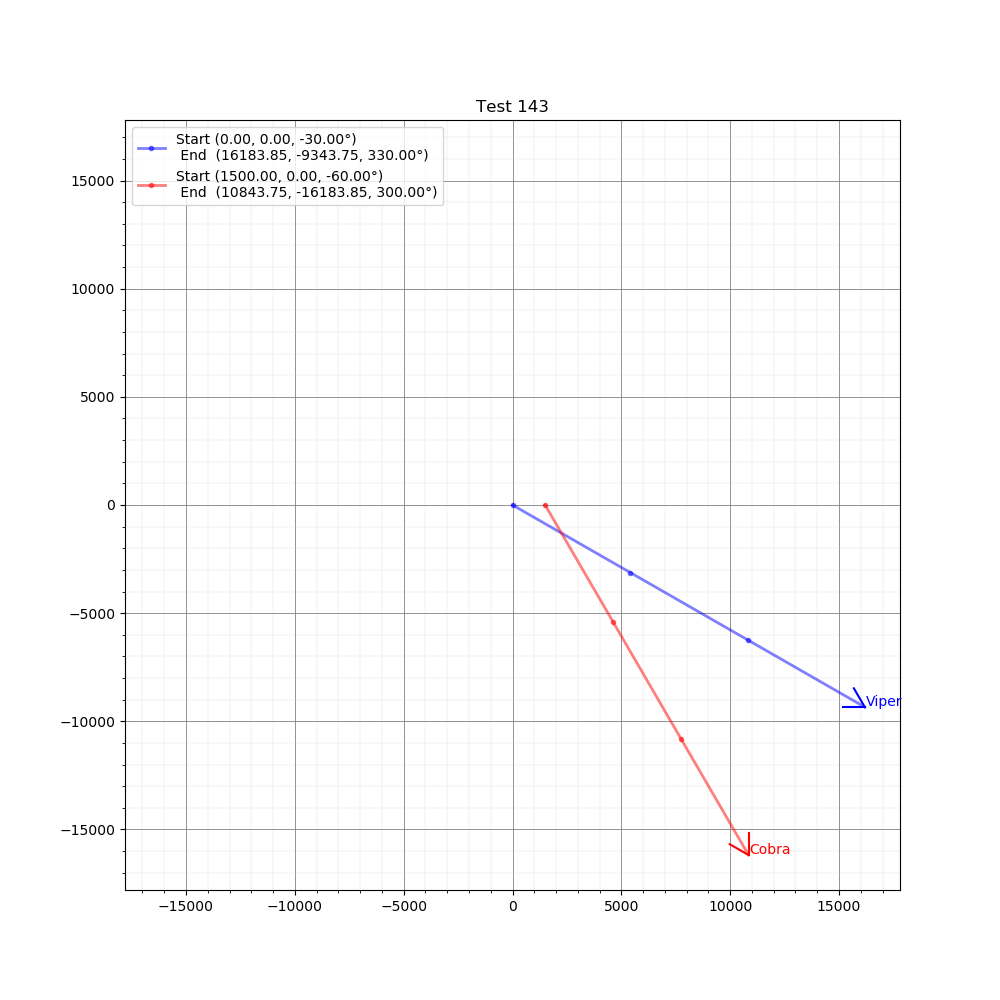 Test 143
Start (0.00, 0.00, -30.00°)
End (16183.85, -9343.75, 330.00°)
Start (1500.00, 0.00, -60.00°)
End (10843.75, -16183.85, 300.00°)
15000
10000
5000
0
−5000
−10000
−15000
Viper
Cobra
−15000 −10000 −5000 0 5000 10000 15000